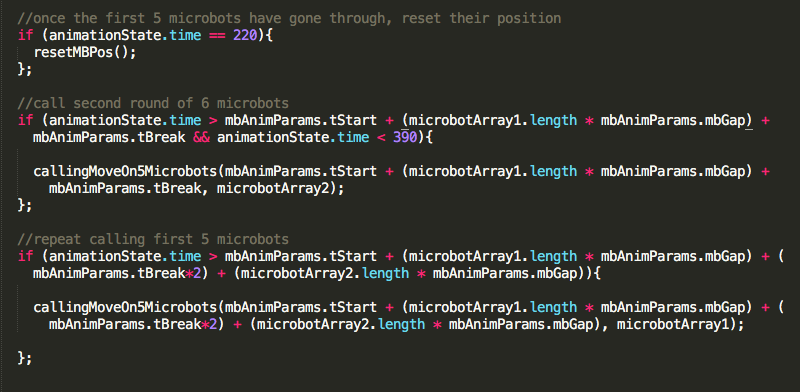 //once the first 5 microbots have gone through, reset their position
if (animationState.time == 220){
  resetMBPos();
};

//call second round of 6 microbots
if (animationState.time > mbAnimParams.tStart + (microbotArray1.length * mbAnimParams.mbGap) +
  mbAnimParams.tBreak && animationState.time < 390){

  callingMoveOn5Microbots(mbAnimParams.tStart + (microbotArray1.length * mbAnimParams.mbGap) +
    mbAnimParams.tBreak, microbotArray2);
};

//repeat calling first 5 microbots
if (animationState.time > mbAnimParams.tStart + (microbotArray1.length * mbAnimParams.mbGap) + (
  mbAnimParams.tBreak*2) + (microbotArray2.length * mbAnimParams.mbGap)){

  callingMoveOn5Microbots(mbAnimParams.tStart + (microbotArray1.length * mbAnimParams.mbGap) + (
    mbAnimParams.tBreak*2) + (microbotArray2.length * mbAnimParams.mbGap), microbotArray1);

};